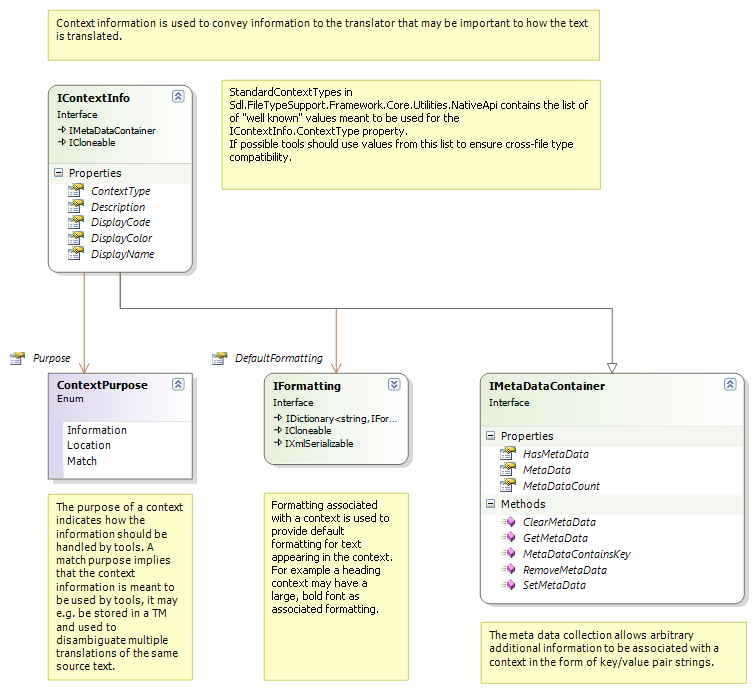 Context information is used to convey information to the translator that may be important to how the text
is translated.
IContextInfo
Interface
IMetaDataContainer
ICloneable
Properties
ContextType
Description
DisplayCode
DisplayColor
DisplayName
StandardContextTypes in
Sdl.FileTypeSupport.Framework.Core.Utilities.NativeApi contains the list of
of "well known" values meant to be used for the
IContextInfo.ContextType property.
If possible tools should use values from this list to ensure cross-file type
compatibility.
Purpose
DefaultFormatting
ContextPurpose
Enum
Information
Location
Match
IFormatting
Interface
IDictionary<string,IFor...
ICloneable
IXmlSerializable
IMetaDataContainer
Interface
Properties
HasMetaData
MetaData
MetaDataCount
Methods
ClearMetaData
GetMetaData
MetaDataContainsKey
RemoveMetaData
SetMetaData
The purpose of a context
indicates how the
information should be
handled by tools. A
match purpose implies
that the context
information is meant to
be used by tools, it may
e.g. be stored in a TM
and used to
disambiguate multiple
translations of the same
source text.
Formatting associated
with a context is used to
provide default
formatting for text
appearing in the context.
For example a heading
context may have a
large, bold font as
associated formatting.
The meta data collection allows arbitrary
additional information to be associated with a
context in the form of key/value pair strings.